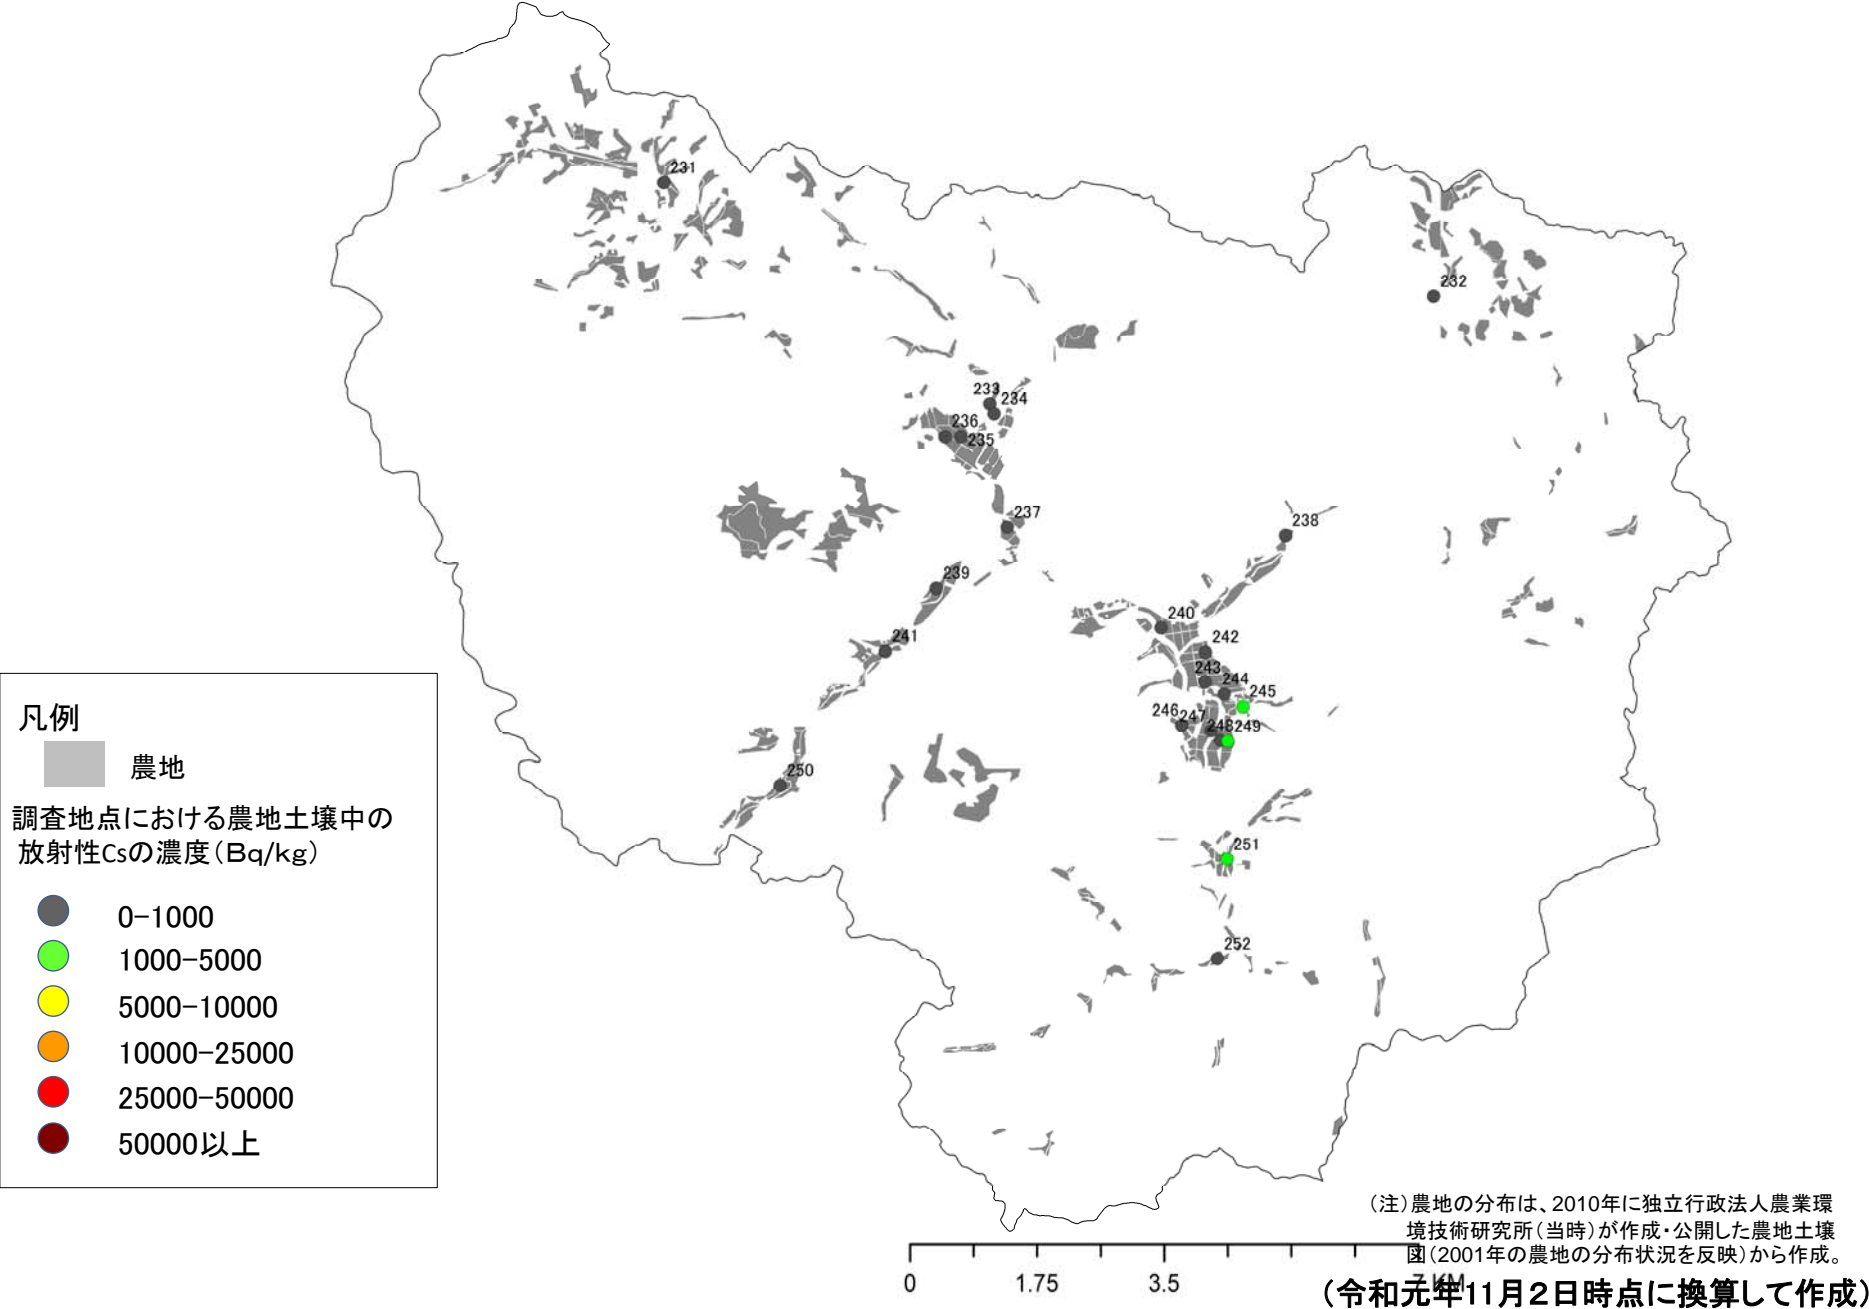 231
232
233
234
236
235
237
238
239
240
241
242
243
244
245
246
247
248
249
250
251
252
凡例
農地
調査地点における農地土壌中の
放射性Csの濃度（Bq/kg）
0-1000
1000-5000
5000-10000
10000-25000
25000-50000
50000以上
（注）農地の分布は、2010年に独立行政法人農業環
境技術研究所（当時）が作成・公開した農地土壌
図（2001年の農地の分布状況を反映）から作成。
0 1.75 3.5 7 KM
（令和元年11月２日時点に換算して作成）